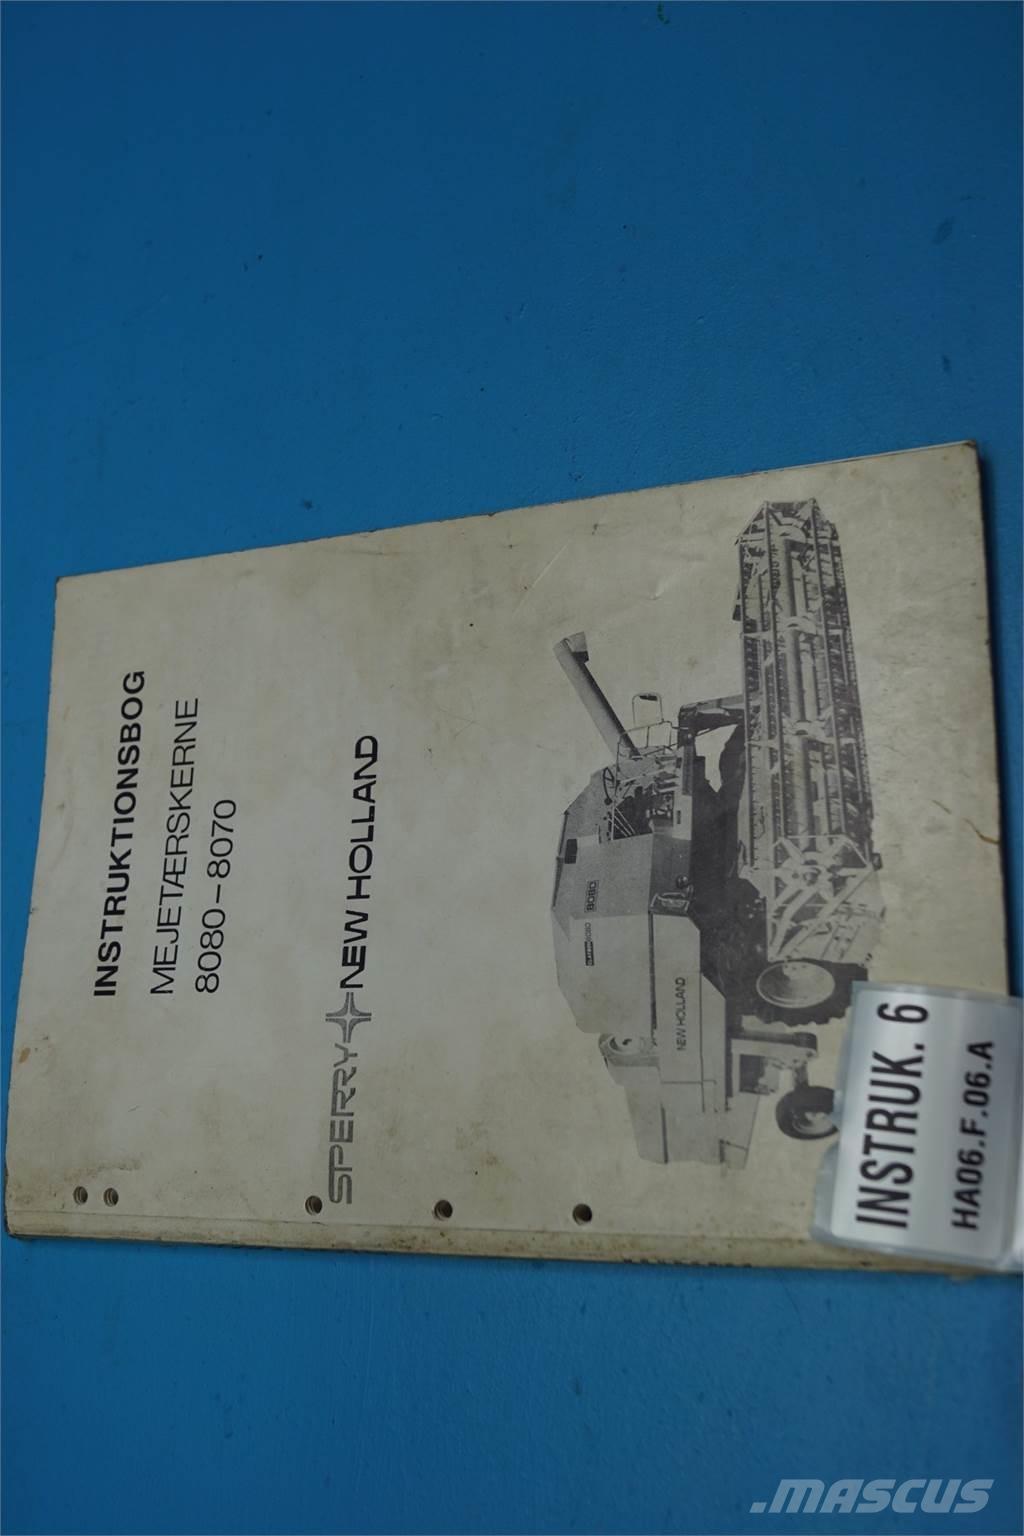 INSTRUKTIONSBOG
MEJETÆRSKERNE
8080-8070
SPERRY NEW HOLLAND
8080
NEW HOLLAND
INSTRUK. 6
HA06.F.06.A
.MASCUS